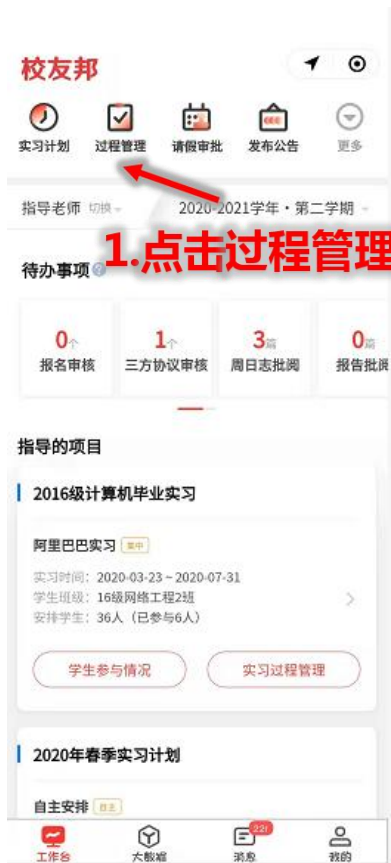 校友邦
实习计划 过程管理 请假审批 发布公告 更多
指导老师 切换 2020-2021学年·第二学期
1.点击过程管理
待办事项
0个 1个 3篇 0篇
报名审核 三方协议审核 周日志批阅 报告批阅
指导的项目
2016级计算机毕业实习
阿里巴巴实习 集中
实习时间：2020-03-23 ~ 2020-07-31
学生班级：16级网络工程2班
安排学生：36人（已参与6人）
学生参与情况 实习过程管理
2020年春季实习计划
自主安排 自主
221
工作台 大数据 消息 我的